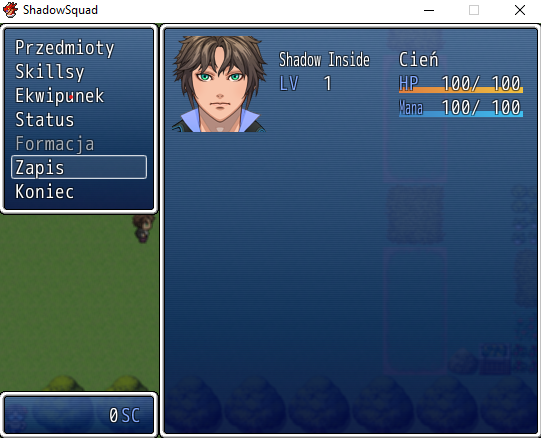 ShadowSquad
Przedmioty
Skillsy
Ekwipunek
Status
Formacja
Zapis
Koniec
Shadow Inside Cień
LV 1 HP 100/ 100
Mana 100/ 100
0 SC